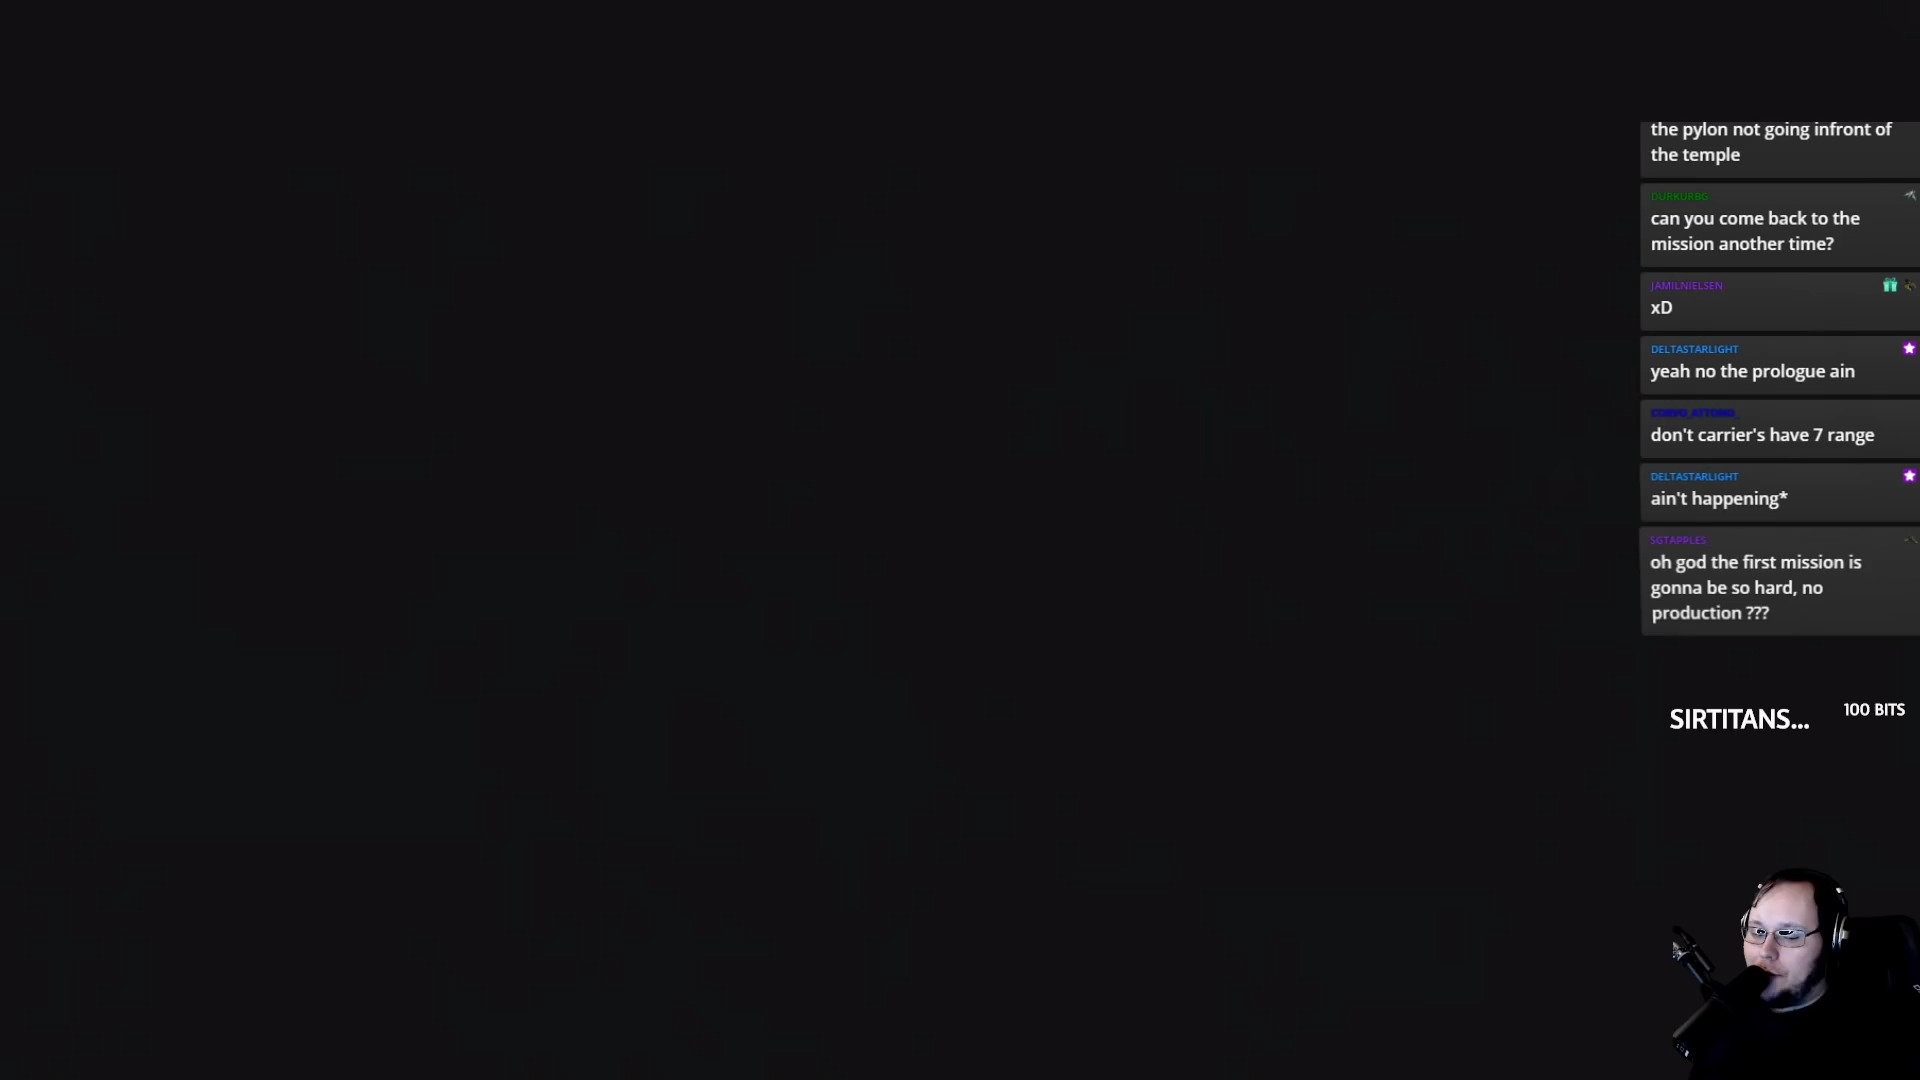 the pylon not going infront of
the temple
DURKURBG
can you come back to the
mission another time?
JAMILNIELSEN
xD
DELTASTARLIGHT
yeah no the prologue ain
CORVO_ATTONO_
don't carrier's have 7 range
DELTASTARLIGHT
ain't happening*
SGTAPPLES
oh god the first mission is
gonna be so hard, no
production ???
SIRTITANS...
100 BITS